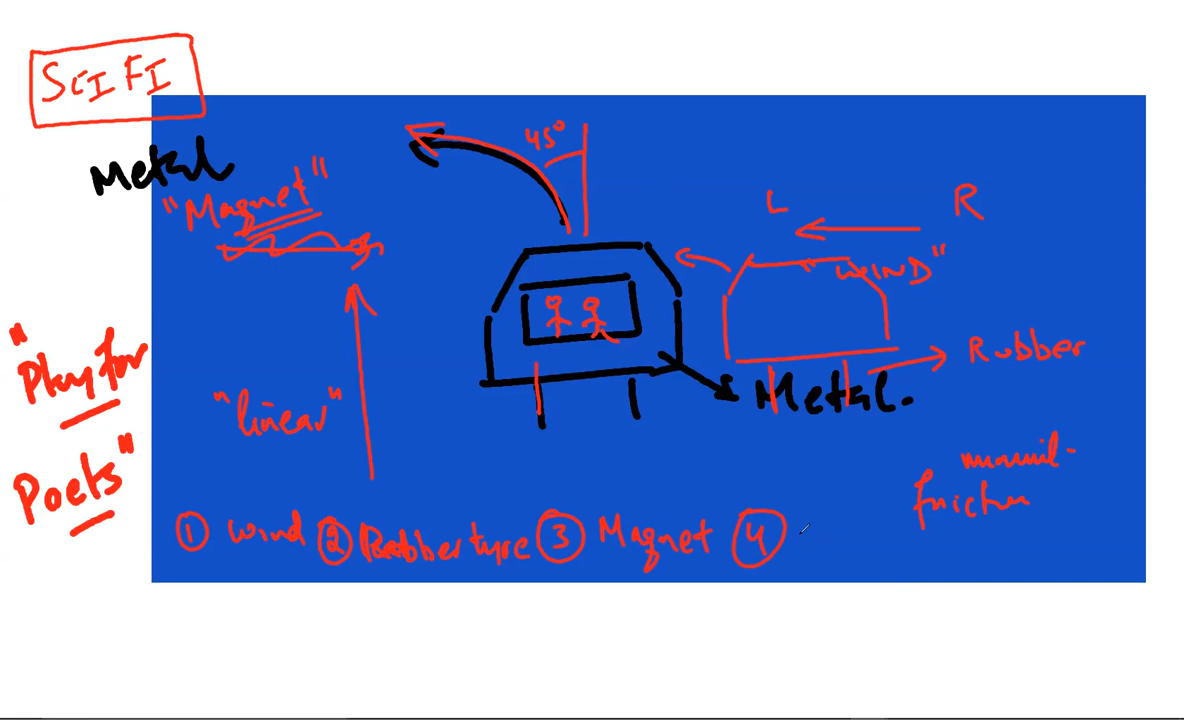 SCI FI
Metal
"Magnet"
45°
L
R
"WIND"
Rubber
Metal.
"linear"
"Play for
Poets"
① Wind ② Rubber tyre ③ Magnet ④